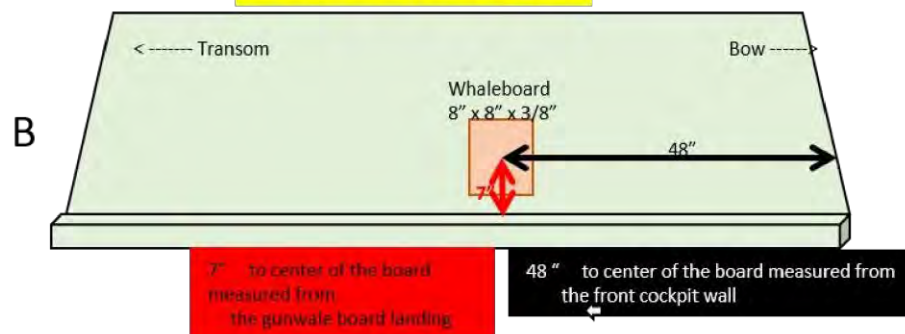 < ------- Transom
Bow ------>
Whaleboard
8" x 8" x 3/8"
B
48"
7"
7" to center of the board
measured from
the gunwale board landing
48 " to center of the board measured from
the front cockpit wall